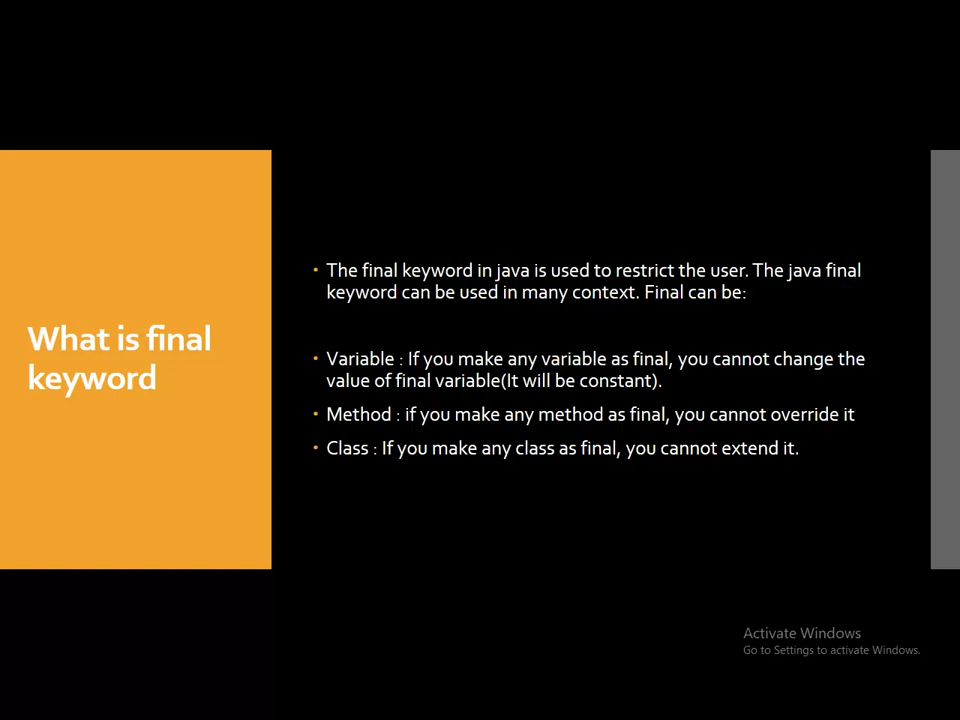 What is final
keyword
• The final keyword in java is used to restrict the user. The java final
keyword can be used in many context. Final can be:
• Variable : If you make any variable as final, you cannot change the
value of final variable(It will be constant).
• Method : if you make any method as final, you cannot override it
• Class : If you make any class as final, you cannot extend it.
Activate Windows
Go to Settings to activate Windows.